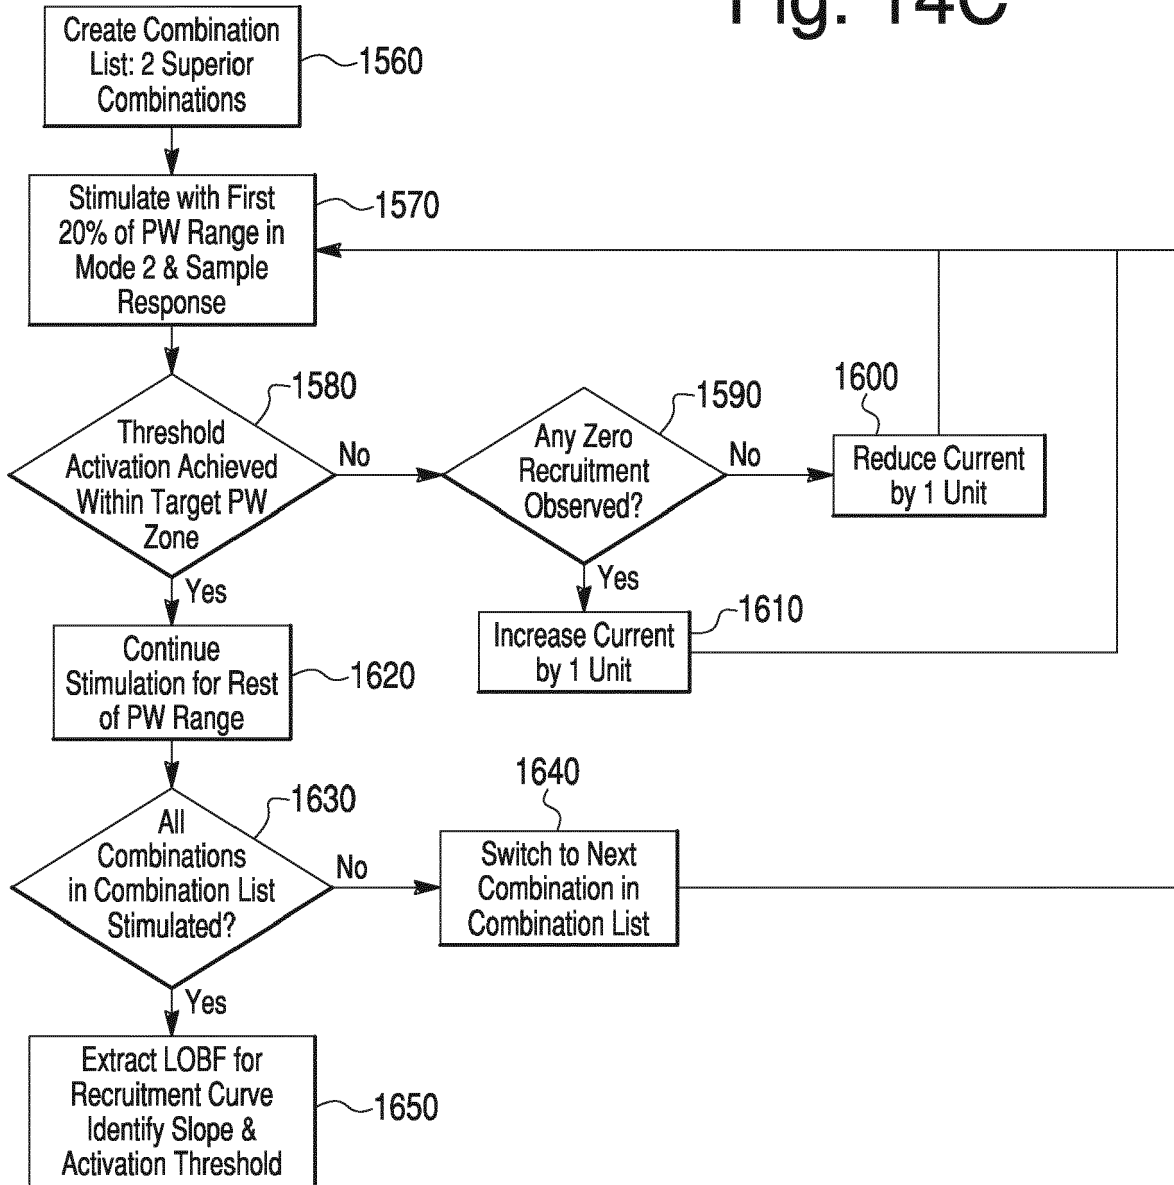 Fig. 14C
Create Combination
List: 2 Superior
Combinations
1560
Stimulate with First
20% of PW Range in
Mode 2 & Sample
Response
1570
Threshold
Activation Achieved
Within Target PW
Zone
1580
No
Yes
Any Zero
Recruitment
Observed?
1590
No
Yes
1600
Reduce Current
by 1 Unit
Increase Current
by 1 Unit
1610
Continue
Stimulation for Rest
of PW Range
1620
All
Combinations
in Combination List
Stimulated?
1630
No
Yes
1640
Switch to Next
Combination in
Combination List
Extract LOBF for
Recruitment Curve
Identify Slope &
Activation Threshold
1650